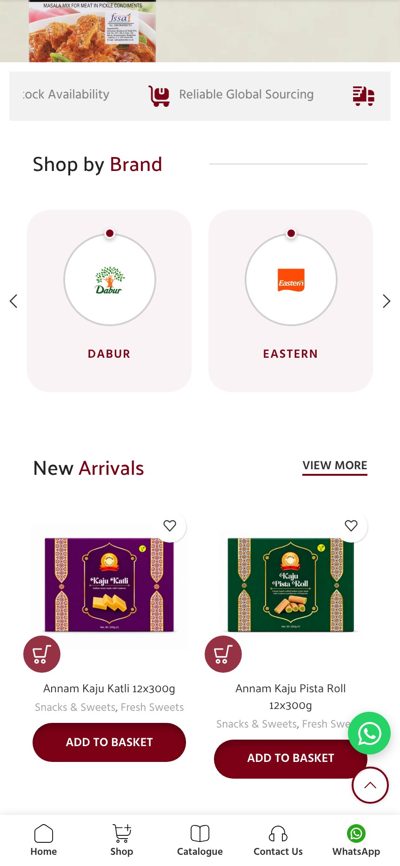 MASALA MIX FOR MEAT IN PICKLE CONDIMENTS
fssai
tock Availability
Reliable Global Sourcing
Shop by Brand
Dabur
Eastern
DABUR
EASTERN
New Arrivals
VIEW MORE
Kaju Katli
Kaju
Pista Roll
Annam Kaju Katli 12x300g
Snacks & Sweets, Fresh Sweets
ADD TO BASKET
Annam Kaju Pista Roll
12x300g
Snacks & Sweets, Fresh Swe
ADD TO BASKET
Home
Shop
Catalogue
Contact Us
WhatsApp